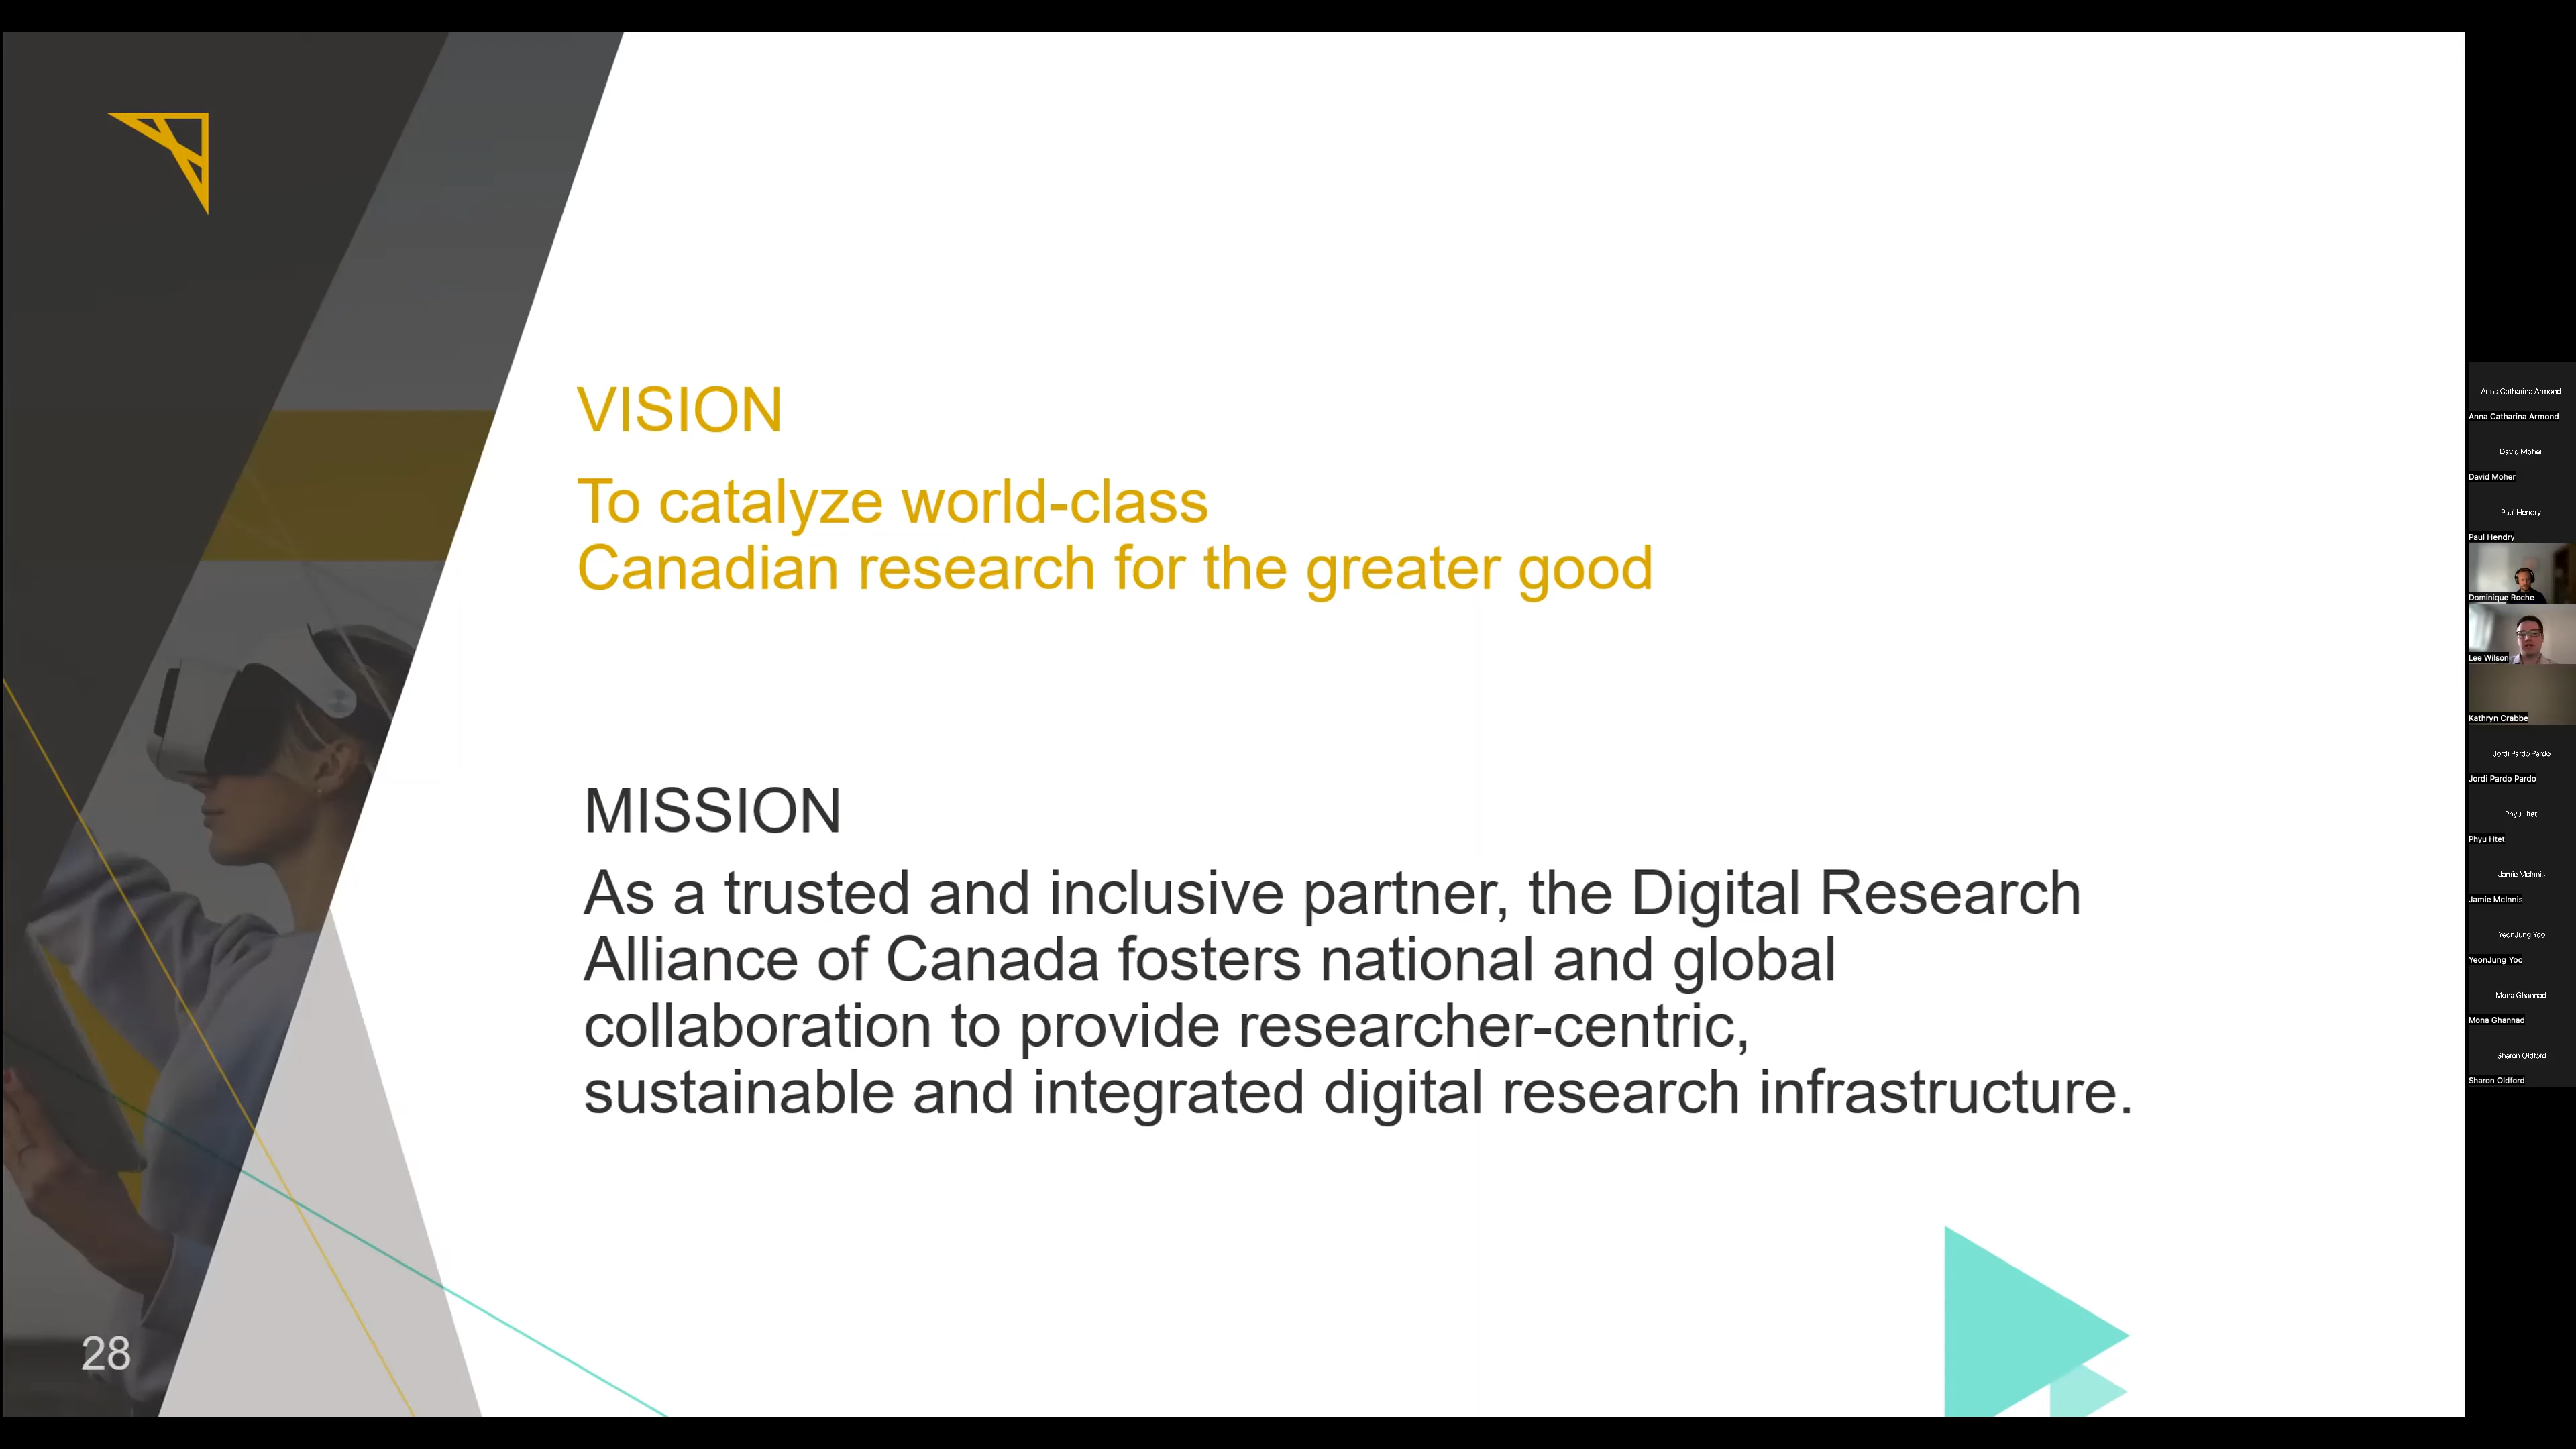 VISION
To catalyze world-class
Canadian research for the greater good
MISSION
As a trusted and inclusive partner, the Digital Research
Alliance of Canada fosters national and global
collaboration to provide researcher-centric,
sustainable and integrated digital research infrastructure.
28
Anna Catharina Armond
Anna Catharina Armond
David Moher
David Moher
Paul Hendry
Paul Hendry
Dominique Roche
Lee Wilson
Kathryn Crabbe
Jordi Pardo Pardo
Jordi Pardo Pardo
Phyu Htet
Phyu Htet
Jamie McInnis
Jamie McInnis
YeonJung Yoo
YeonJung Yoo
Mona Ghannad
Mona Ghannad
Sharon Oldford
Sharon Oldford